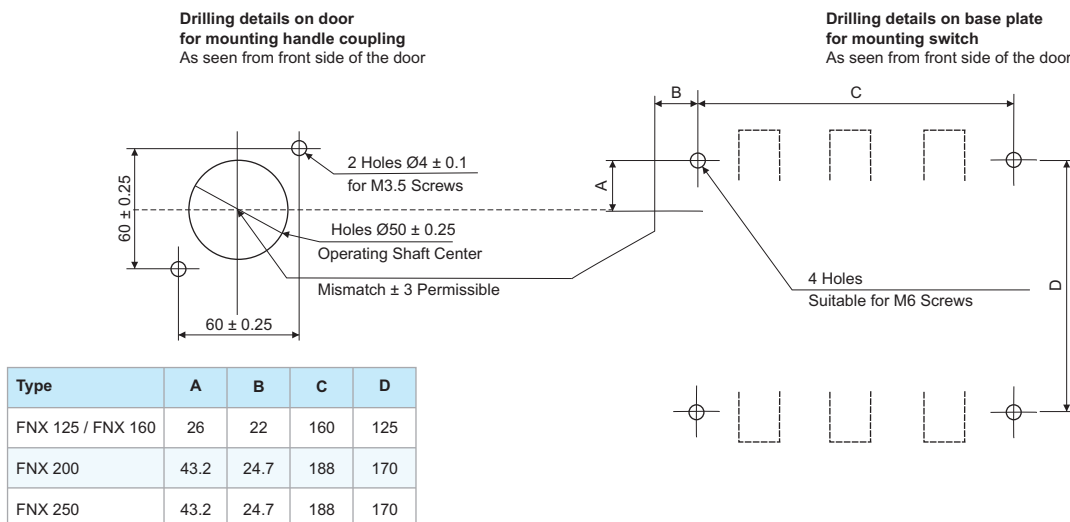 Drilling details on door
for mounting handle coupling
As seen from front side of the door
Drilling details on base plate
for mounting switch
As seen from front side of the door
B
C
2 Holes Ø4 ± 0.1
for M3.5 Screws
A
60 ± 0.25
Holes Ø50 ± 0.25
Operating Shaft Center
Mismatch ± 3 Permissible
4 Holes
Suitable for M6 Screws
D
60 ± 0.25
Type A B C D
FNX 125 / FNX 160 26 22 160 125
FNX 200 43.2 24.7 188 170
FNX 250 43.2 24.7 188 170